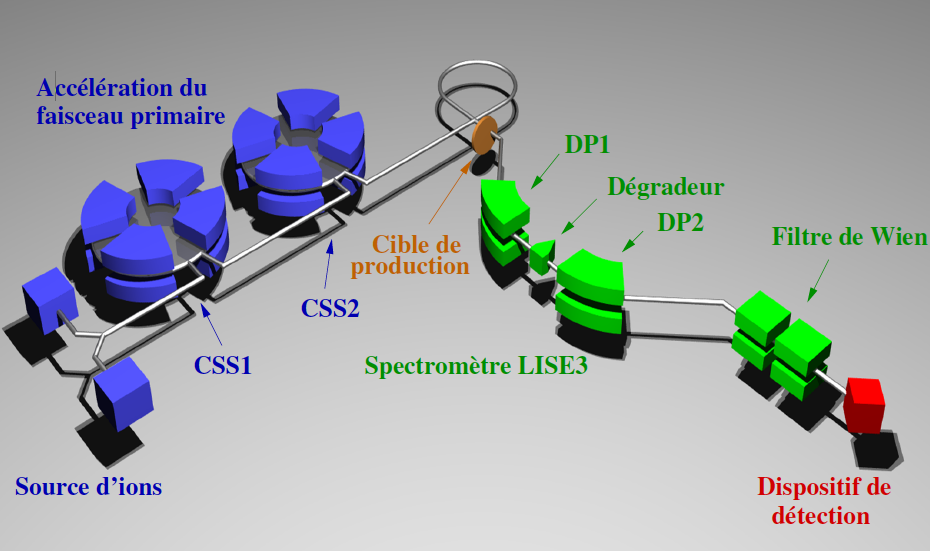 Accélération du
faisceau primaire
DP1
Dégradeur
DP2
Filtre de Wien
Cible de
production
CSS2
CSS1
Spectromètre LISE3
Source d'ions
Dispositif de
détection